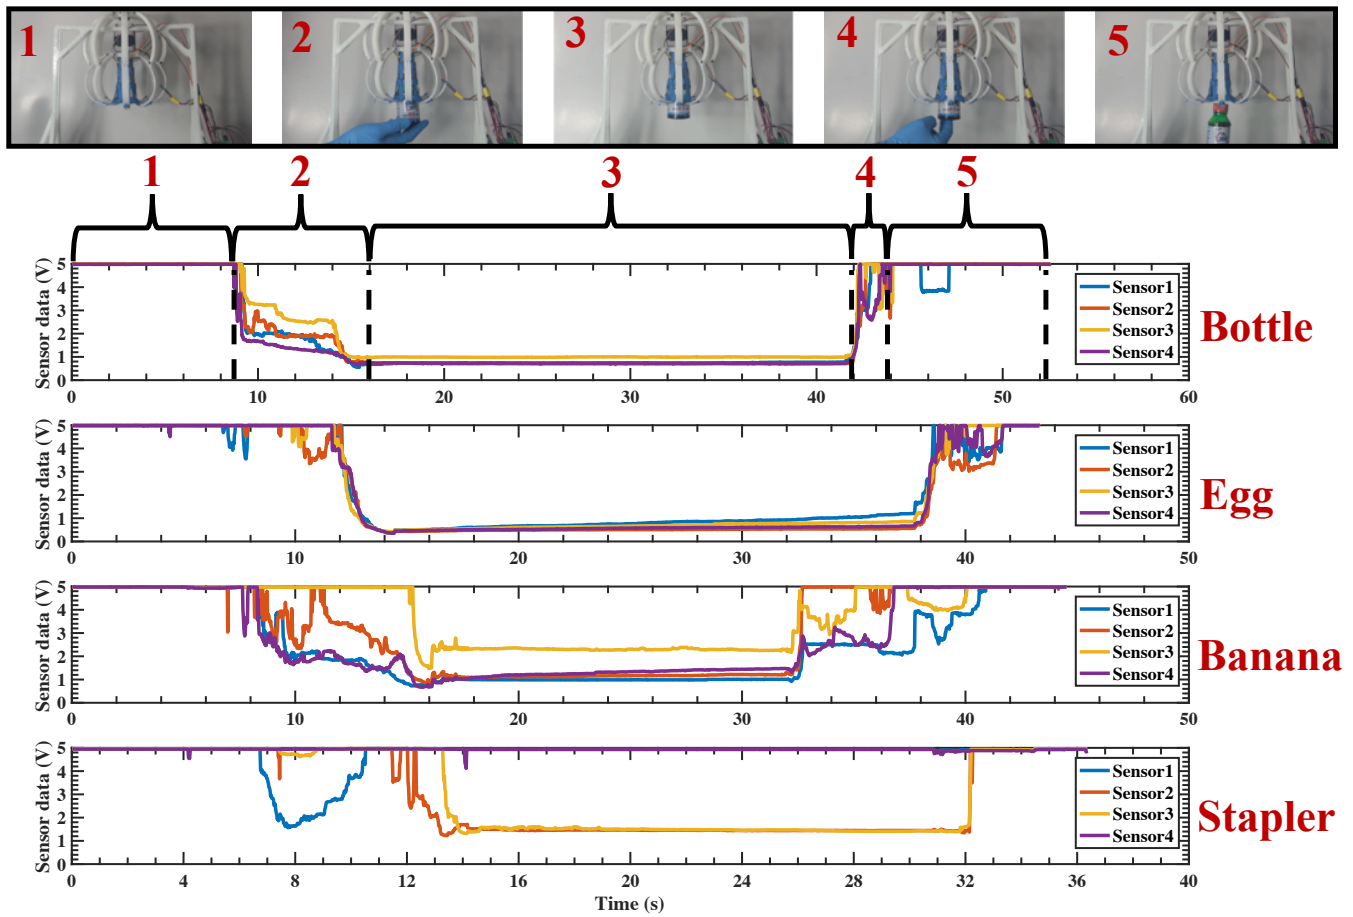 1 2 3 4 5
1 2 3 4 5
Sensor data (V)
5
4
3
2
1
0
0 10 20 30 40 50 60
Sensor1
Sensor2
Sensor3
Sensor4
Bottle
Sensor data (V)
5
4
3
2
1
0
0 10 20 30 40 50
Sensor1
Sensor2
Sensor3
Sensor4
Egg
Sensor data (V)
5
4
3
2
1
0
0 10 20 30 40 50
Sensor1
Sensor2
Sensor3
Sensor4
Banana
Sensor data (V)
5
4
3
2
1
0
0 4 8 12 16 20 24 28 32 36 40
Sensor1
Sensor2
Sensor3
Sensor4
Stapler
Time (s)